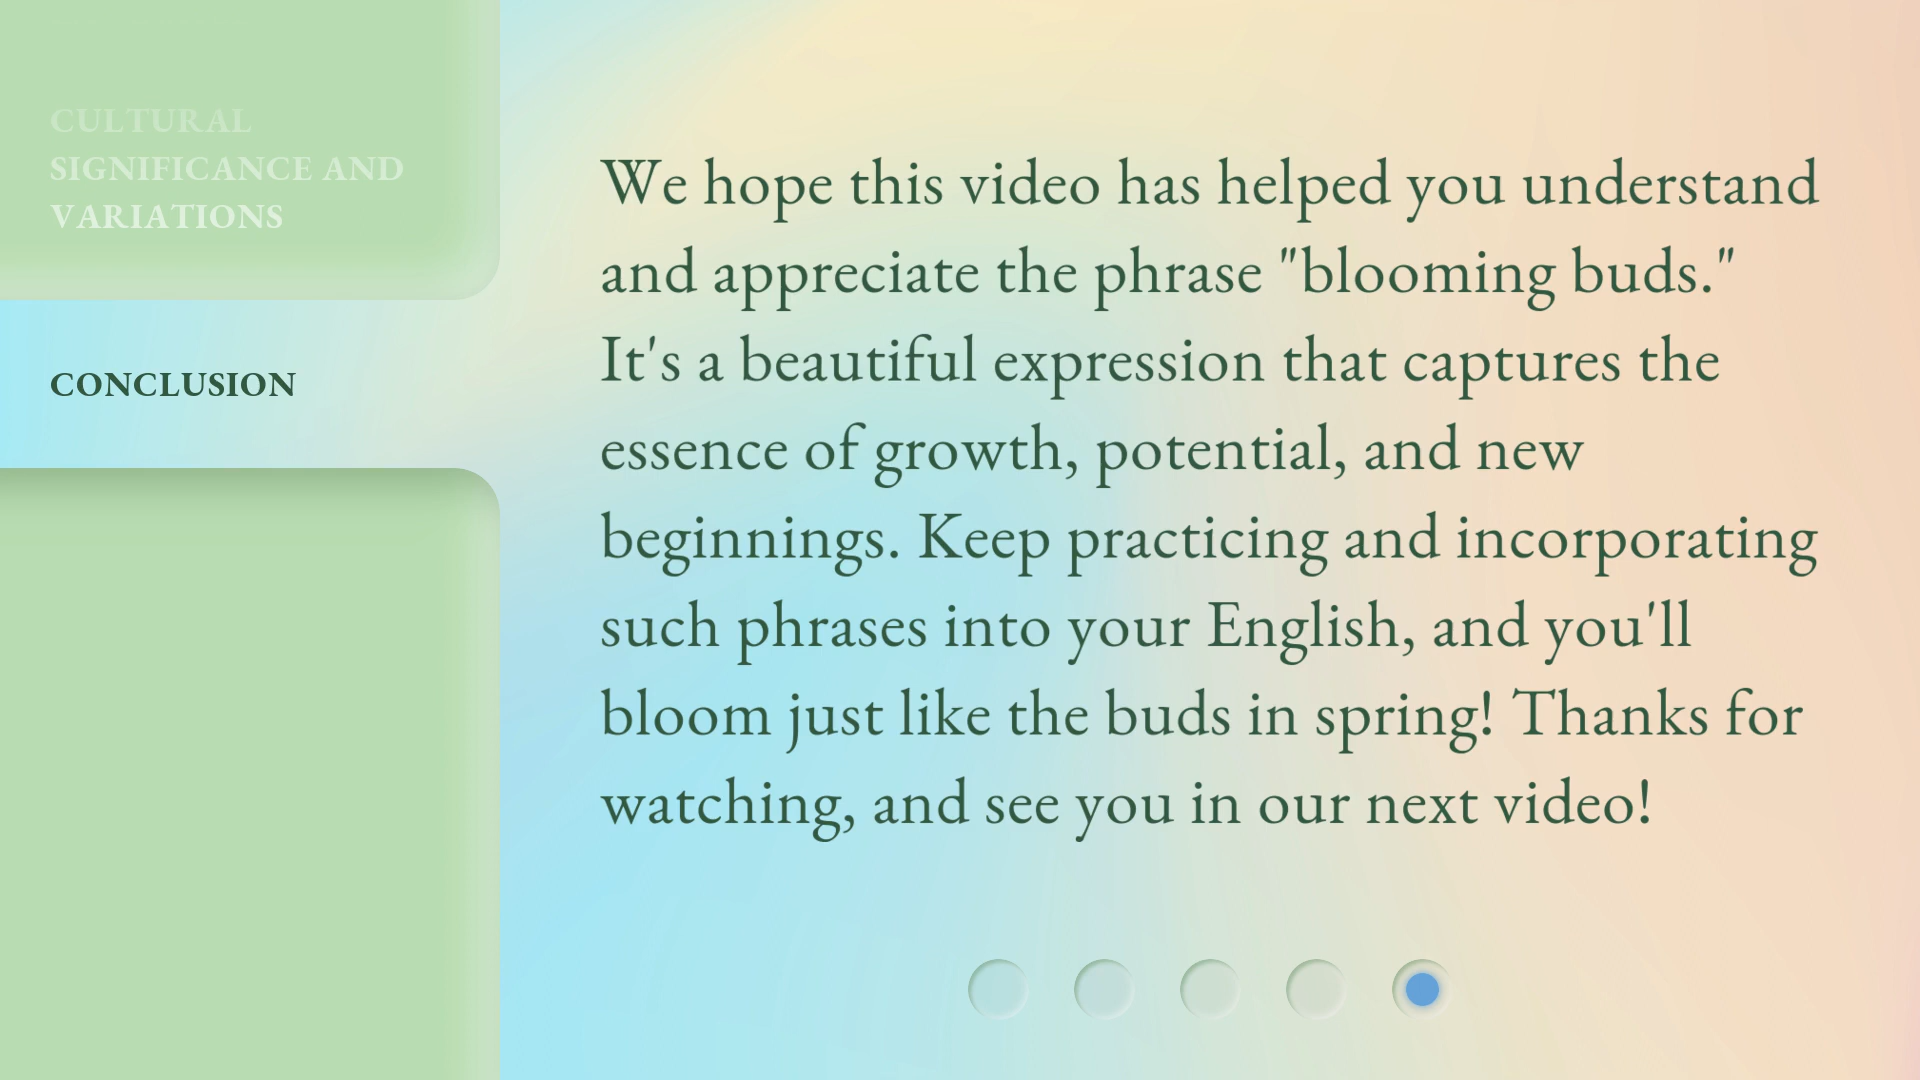 CULTURAL
SIGNIFICANCE AND
VARIATIONS
CONCLUSION
We hope this video has helped you understand
and appreciate the phrase "blooming buds."
It's a beautiful expression that captures the
essence of growth, potential, and new
beginnings. Keep practicing and incorporating
such phrases into your English, and you'll
bloom just like the buds in spring! Thanks for
watching, and see you in our next video!